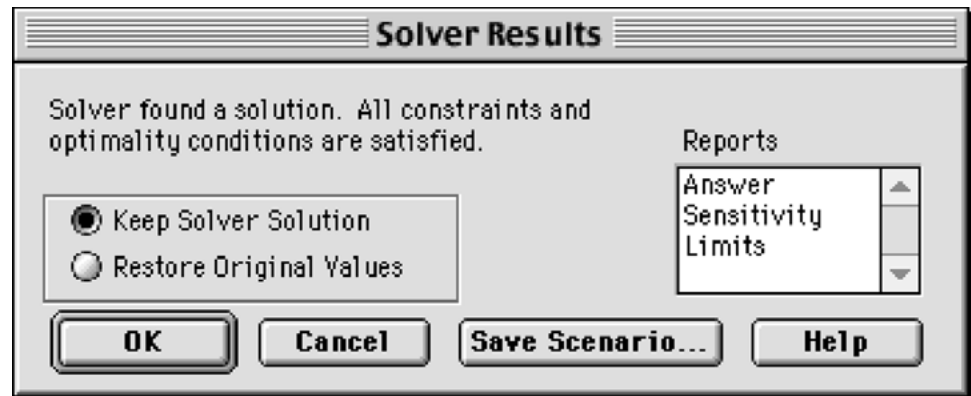 Solver Results
Solver found a solution. All constraints and
optimality conditions are satisfied.
Reports
Answer
Sensitivity
Limits
Keep Solver Solution
Restore Original Values
OK
Cancel
Save Scenario...
Help